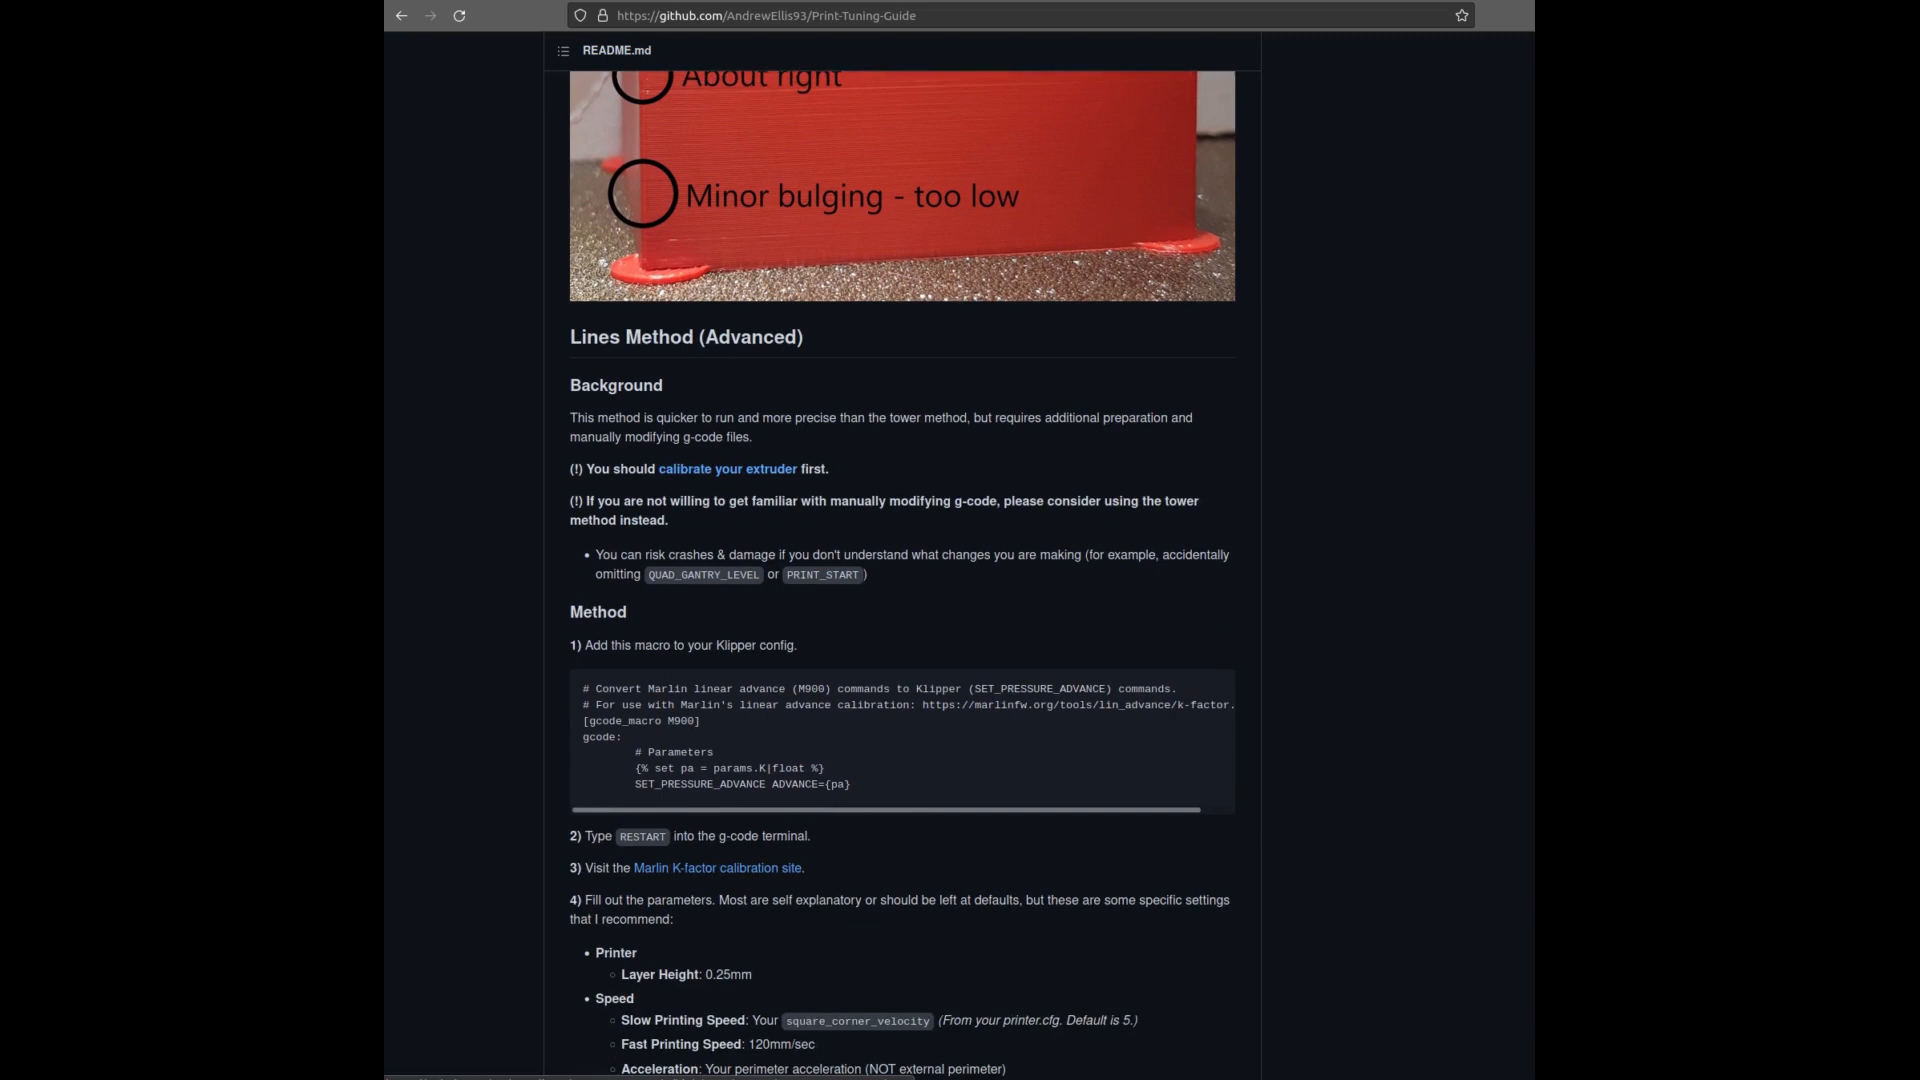 https://github.com/AndrewEllis93/Print-Tuning-Guide
README.md
About right
Minor bulging - too low
Lines Method (Advanced)
Background
This method is quicker to run and more precise than the tower method, but requires additional preparation and
manually modifying g-code files.
(!) You should calibrate your extruder first.
(!) If you are not willing to get familiar with manually modifying g-code, please consider using the tower
method instead.
• You can risk crashes & damage if you don't understand what changes you are making (for example, accidentally
omitting QUAD_GANTRY_LEVEL or PRINT_START)
Method
1) Add this macro to your Klipper config.
# Convert Marlin linear advance (M900) commands to Klipper (SET_PRESSURE_ADVANCE) commands.
# For use with Marlin's linear advance calibration: https://marlinfw.org/tools/lin_advance/k-factor.
[gcode_macro M900]
gcode:
# Parameters
{% set pa = params.K|float %}
SET_PRESSURE_ADVANCE ADVANCE={pa}
2) Type RESTART into the g-code terminal.
3) Visit the Marlin K-factor calibration site.
4) Fill out the parameters. Most are self explanatory or should be left at defaults, but these are some specific settings
that I recommend:
• Printer
○ Layer Height: 0.25mm
• Speed
○ Slow Printing Speed: Your square_corner_velocity (From your printer.cfg. Default is 5.)
○ Fast Printing Speed: 120mm/sec
○ Acceleration: Your perimeter acceleration (NOT external perimeter)